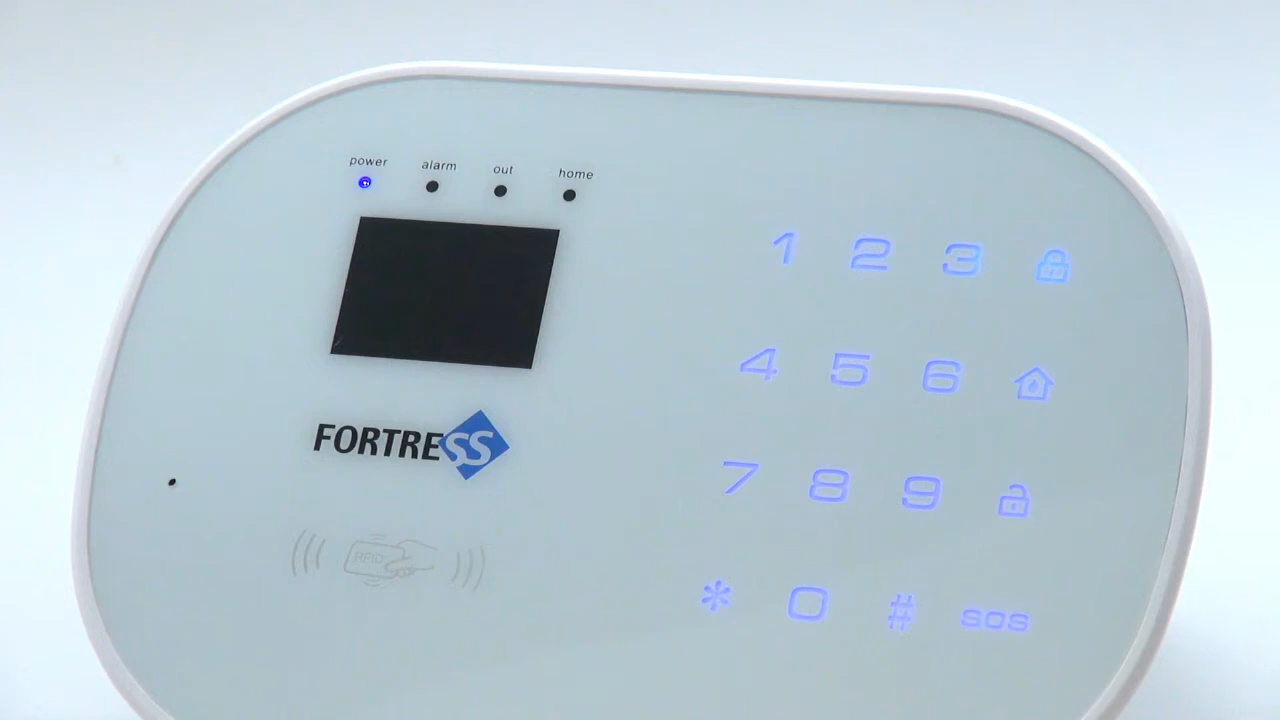 power alarm out home
1 2 3
4 5 6
FORTRESS
7 8 9
RFID
* 0 # SOS